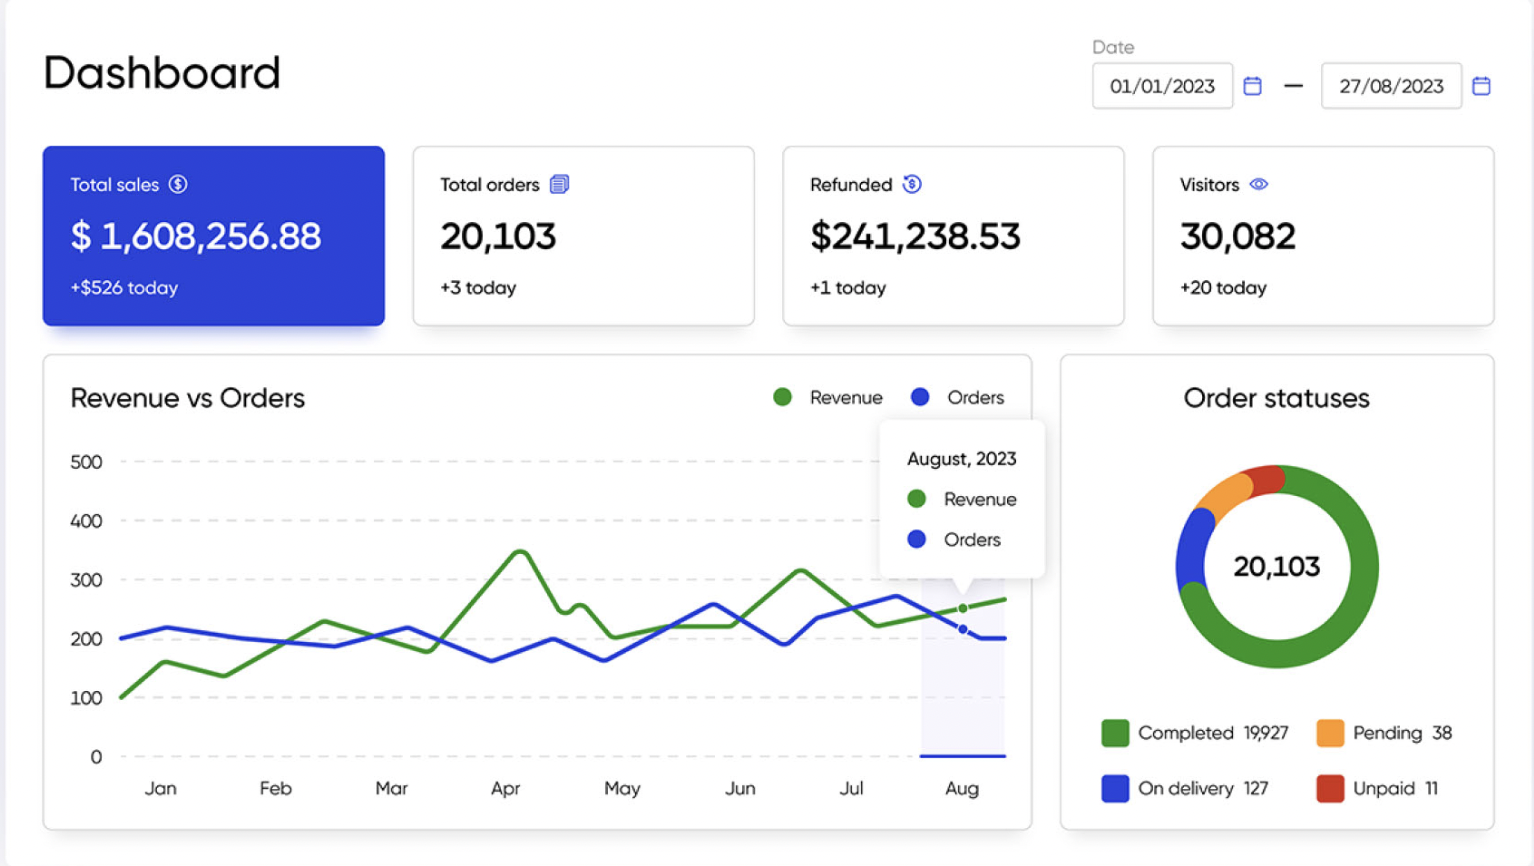 Dashboard
Date
01/01/2023 — 27/08/2023
Total sales
$ 1,608,256.88
+$526 today
Total orders
20,103
+3 today
Refunded
$241,238.53
+1 today
Visitors
30,082
+20 today
Revenue vs Orders
Revenue
Orders
August, 2023
Revenue
Orders
500
400
300
200
100
0
Jan Feb Mar Apr May Jun Jul Aug
Order statuses
20,103
Completed 19,927
Pending 38
On delivery 127
Unpaid 11